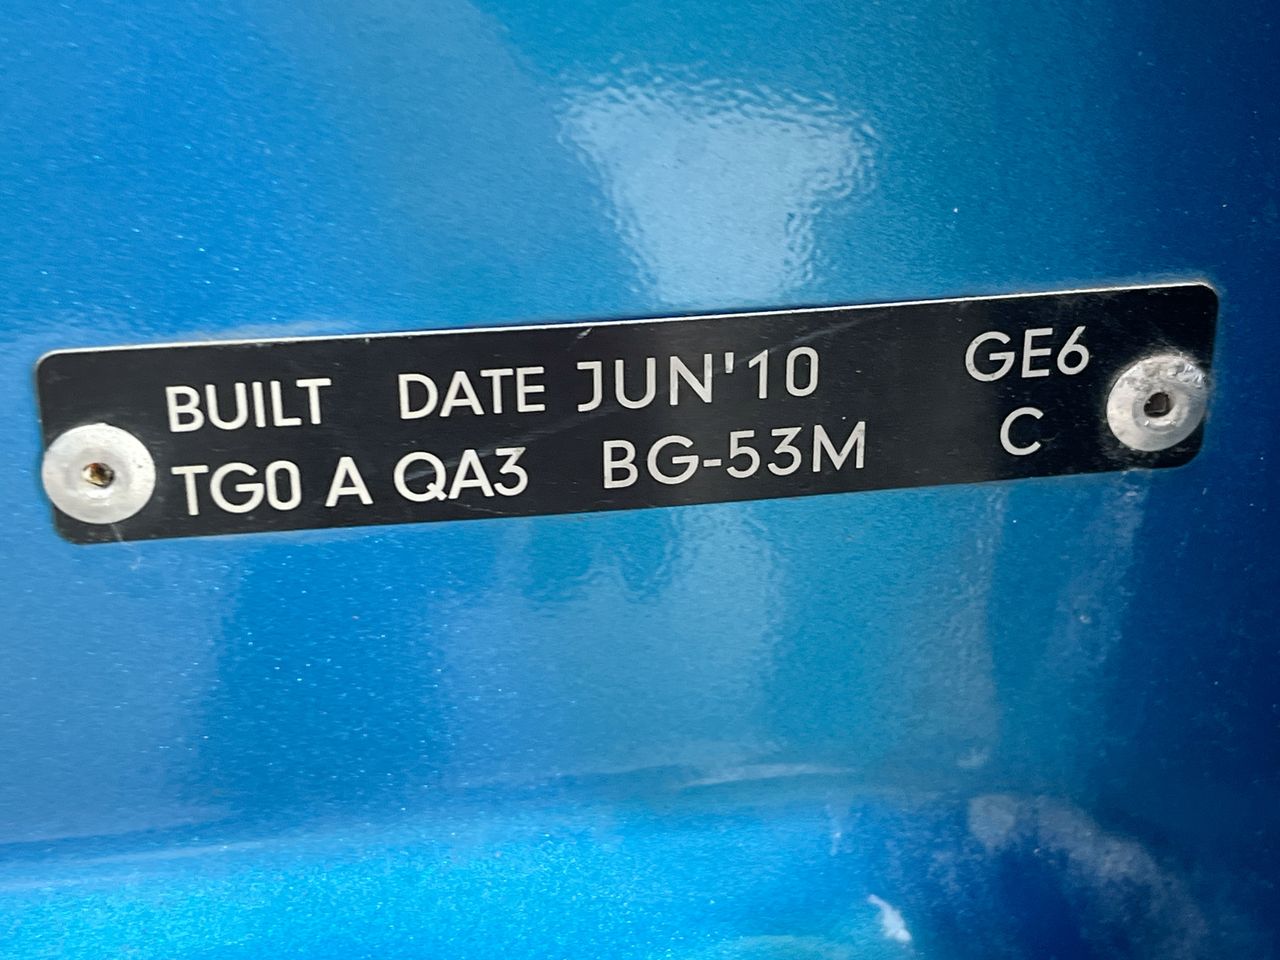 BUILT DATE JUN'10 GE6
TG0 A QA3 BG-53M C